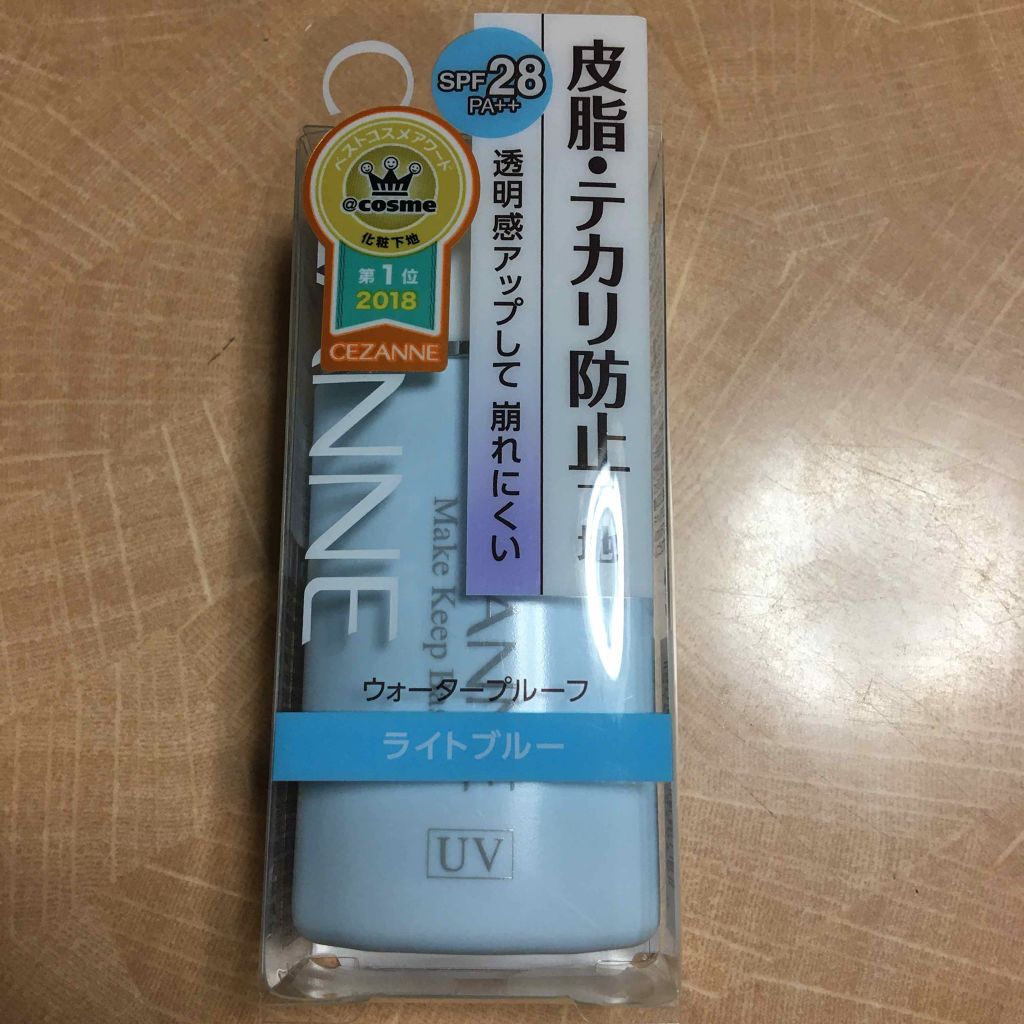 CEZANNE
SPF28
PA++
皮脂・テカリ防止下地
透明感アップして 崩れにくい
ベストコスメアワード
@cosme
化粧下地
第1位
2018
CEZANNE
Make Keep
ウォータープルーフ
ライトブルー
UV